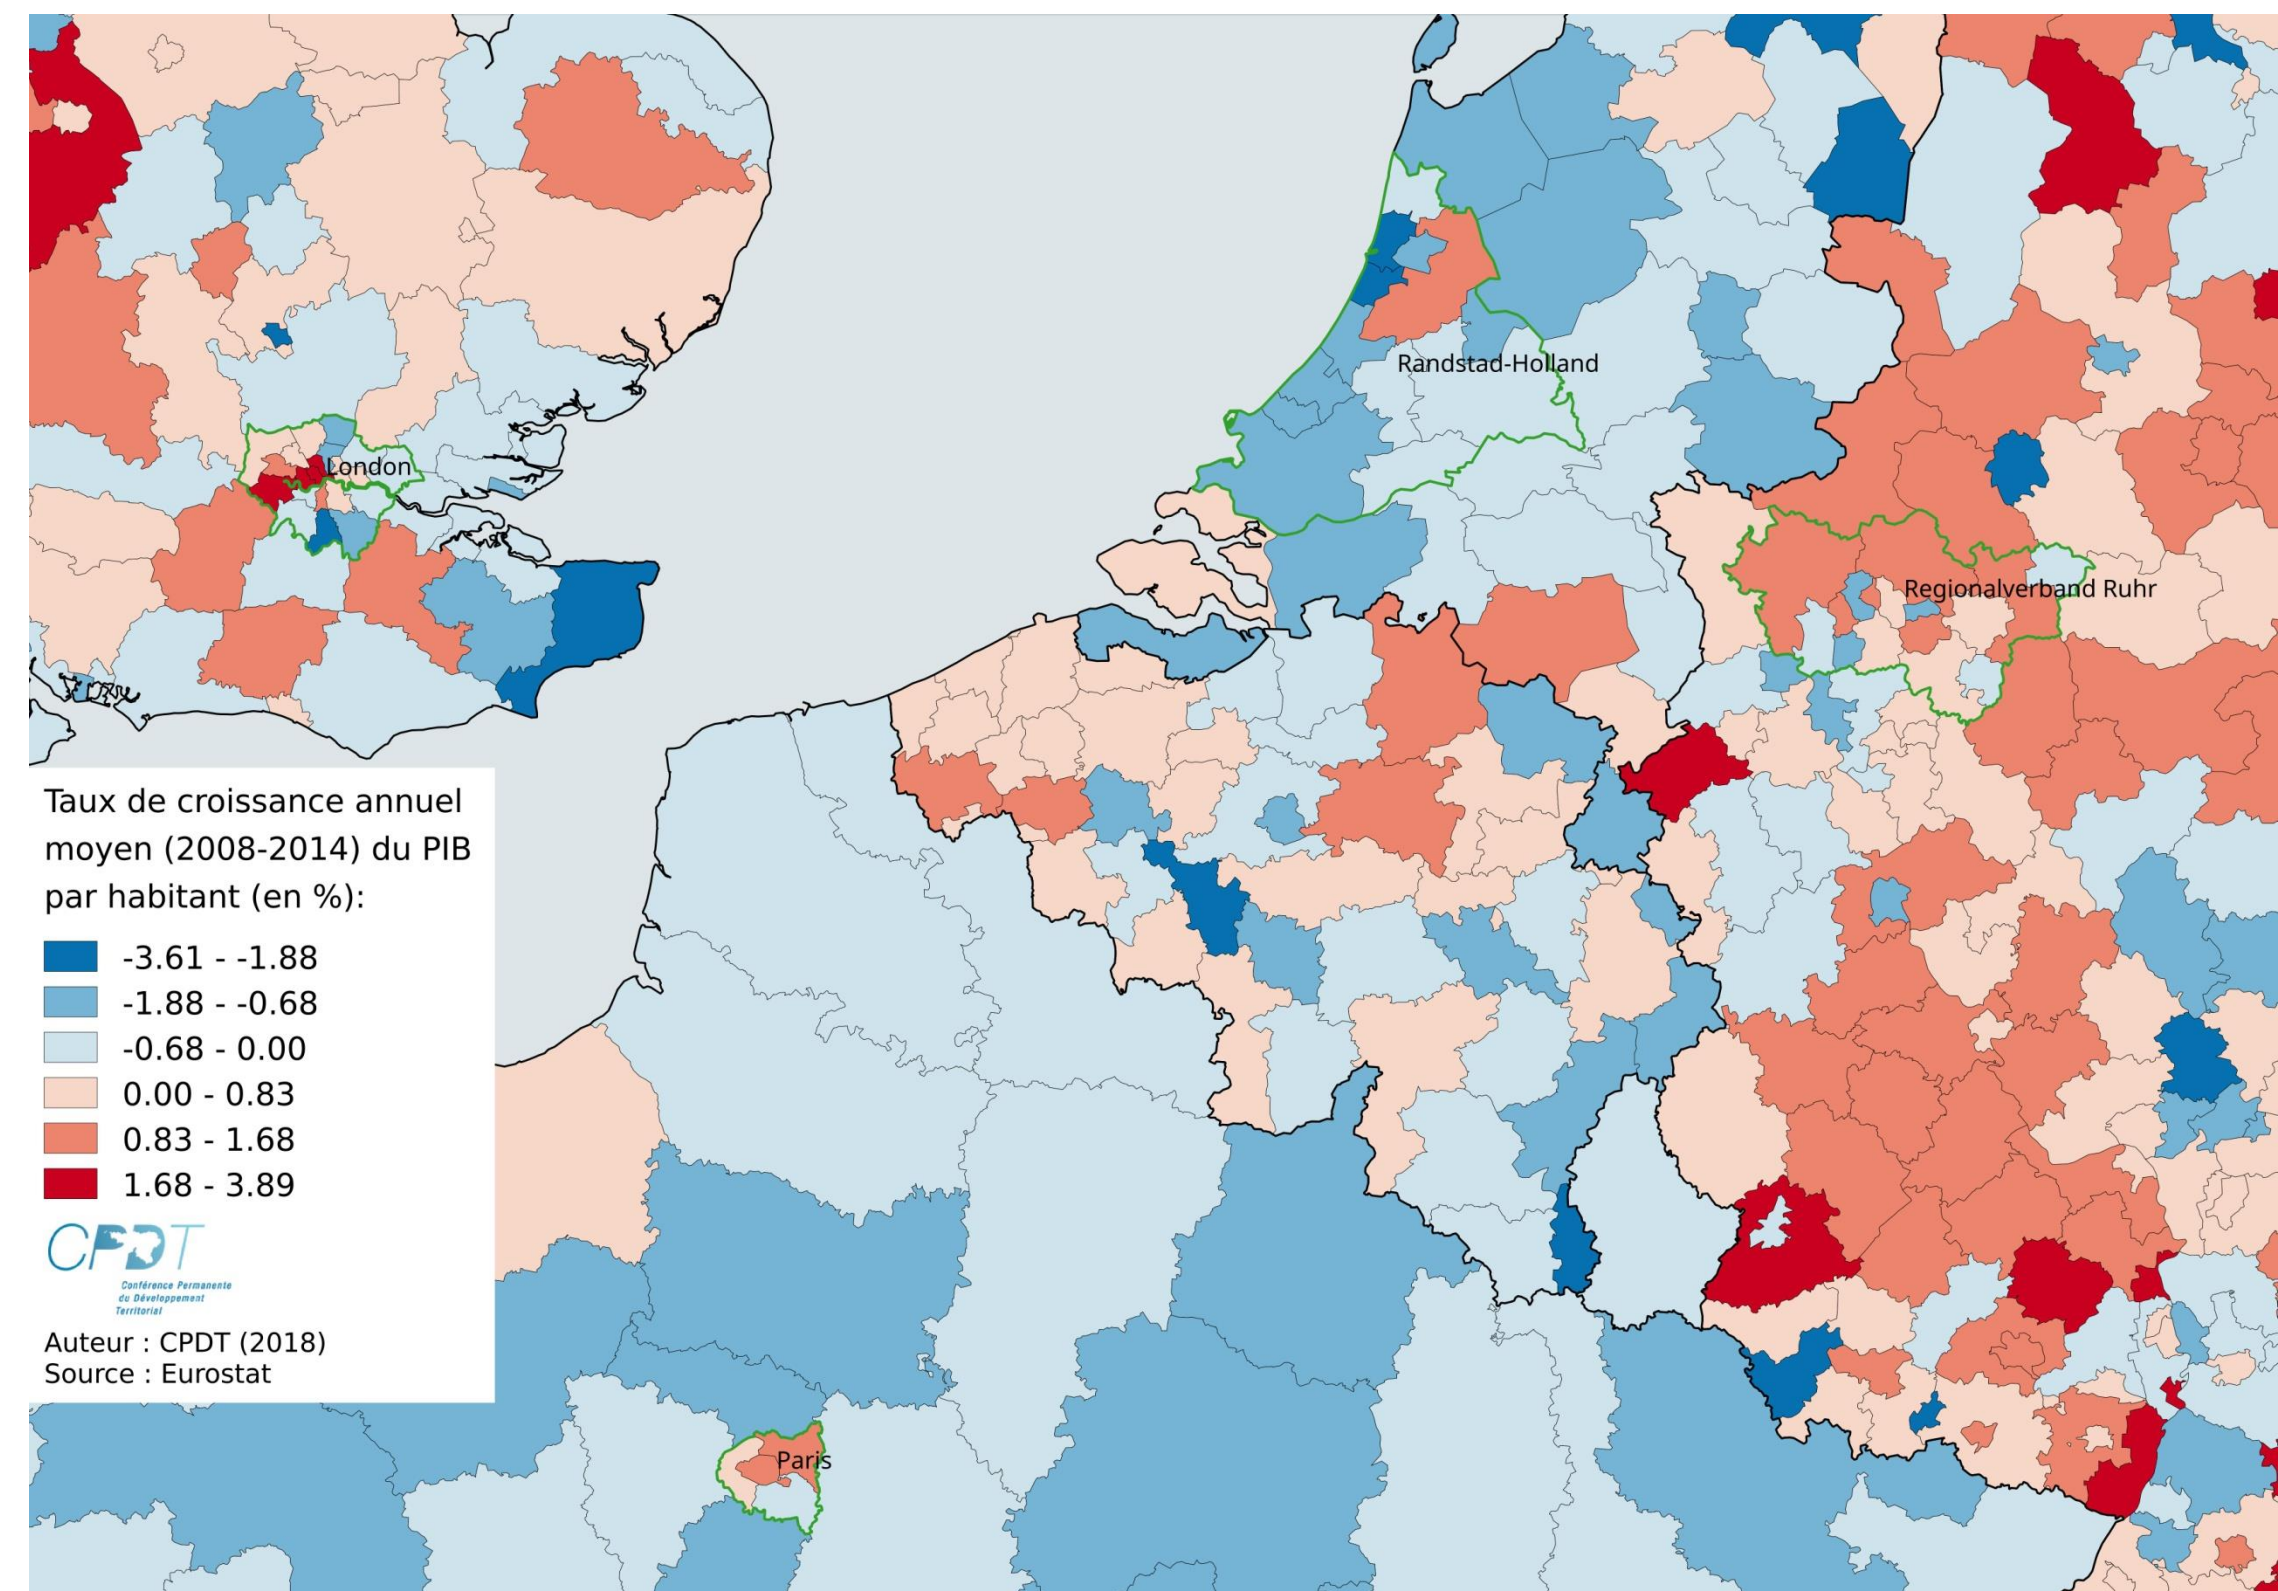 Randstad-Holland
London
Regionalverband Ruhr
Taux de croissance annuel
moyen (2008-2014) du PIB
par habitant (en %):
-3.61 - -1.88
-1.88 - -0.68
-0.68 - 0.00
0.00 - 0.83
0.83 - 1.68
1.68 - 3.89
CPDT
Conférence Permanente
du Développement
Territorial
Auteur : CPDT (2018)
Source : Eurostat
Paris